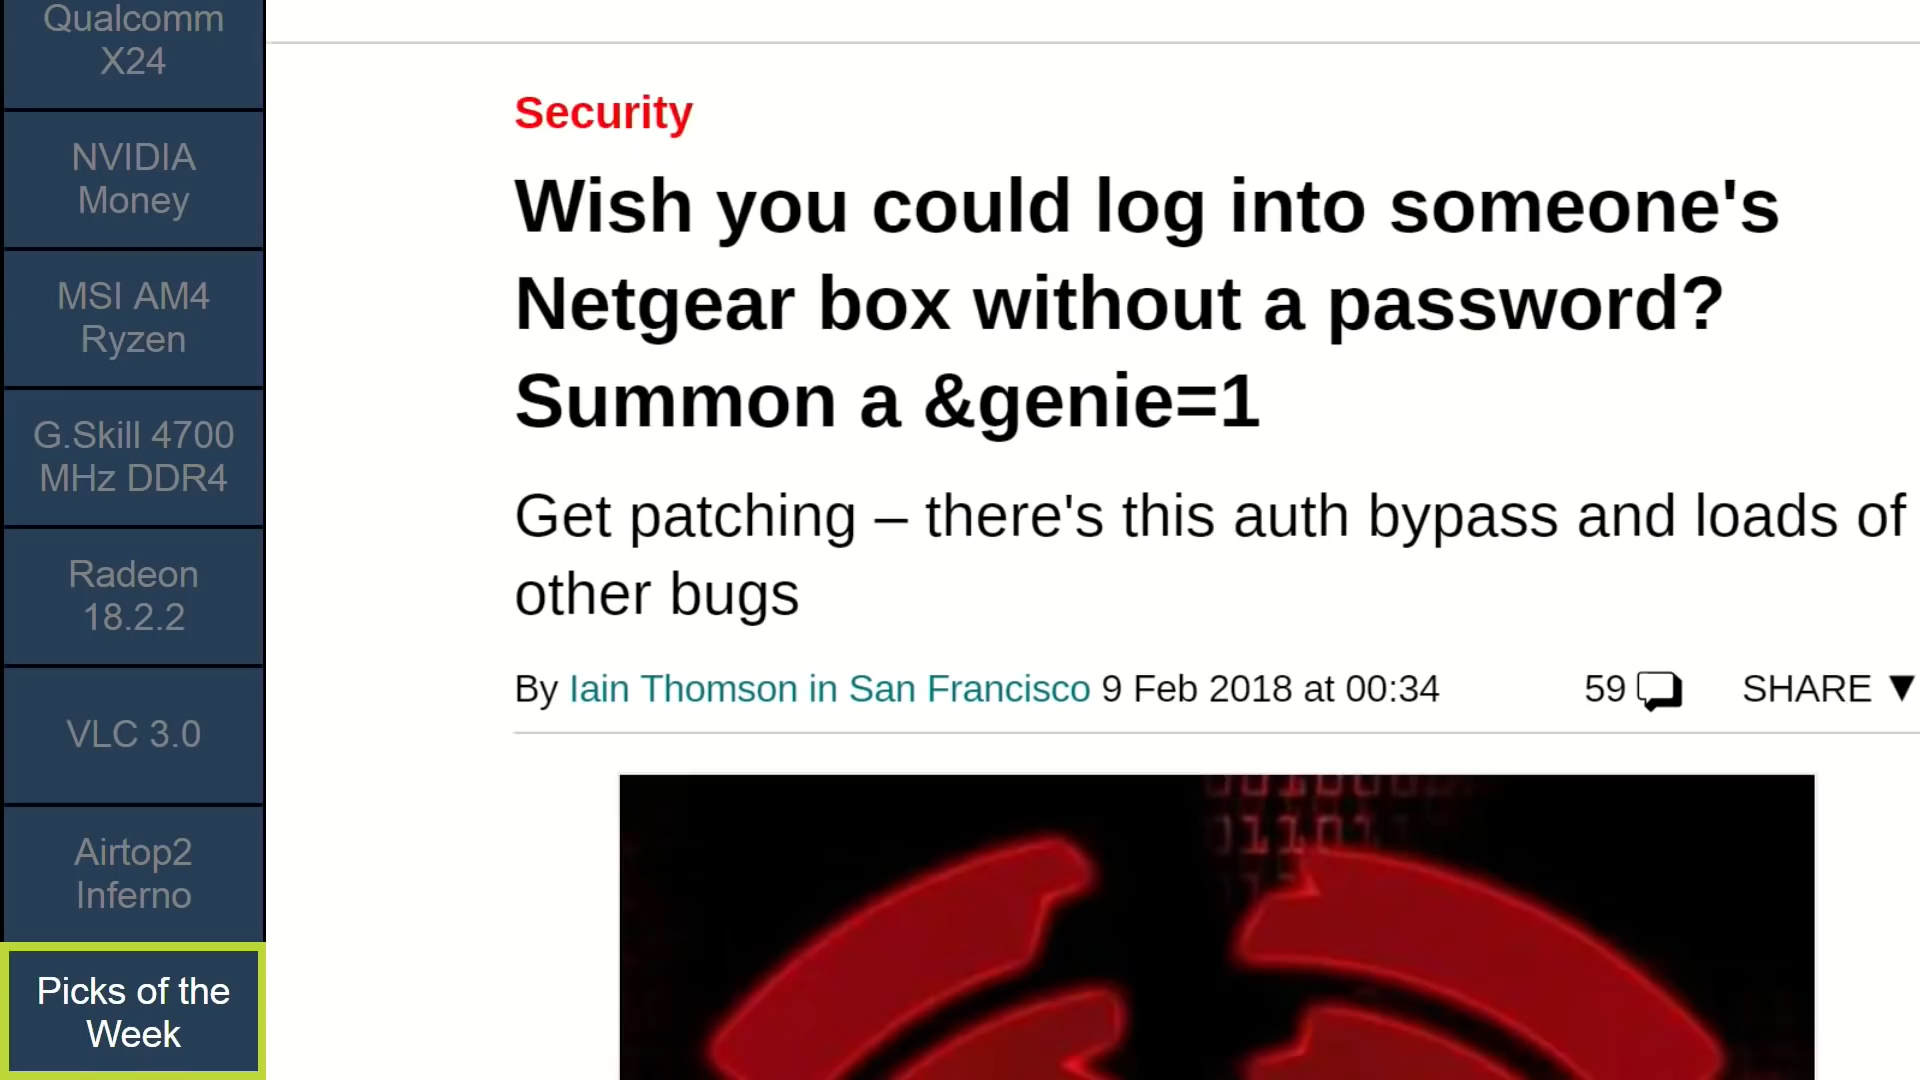 Qualcomm
X24
NVIDIA
Money
MSI AM4
Ryzen
G.Skill 4700
MHz DDR4
Radeon
18.2.2
VLC 3.0
Airtop2
Inferno
Picks of the
Week
Security
Wish you could log into someone's
Netgear box without a password?
Summon a &genie=1
Get patching – there's this auth bypass and loads of
other bugs
By Iain Thomson in San Francisco 9 Feb 2018 at 00:34
59
SHARE ▼